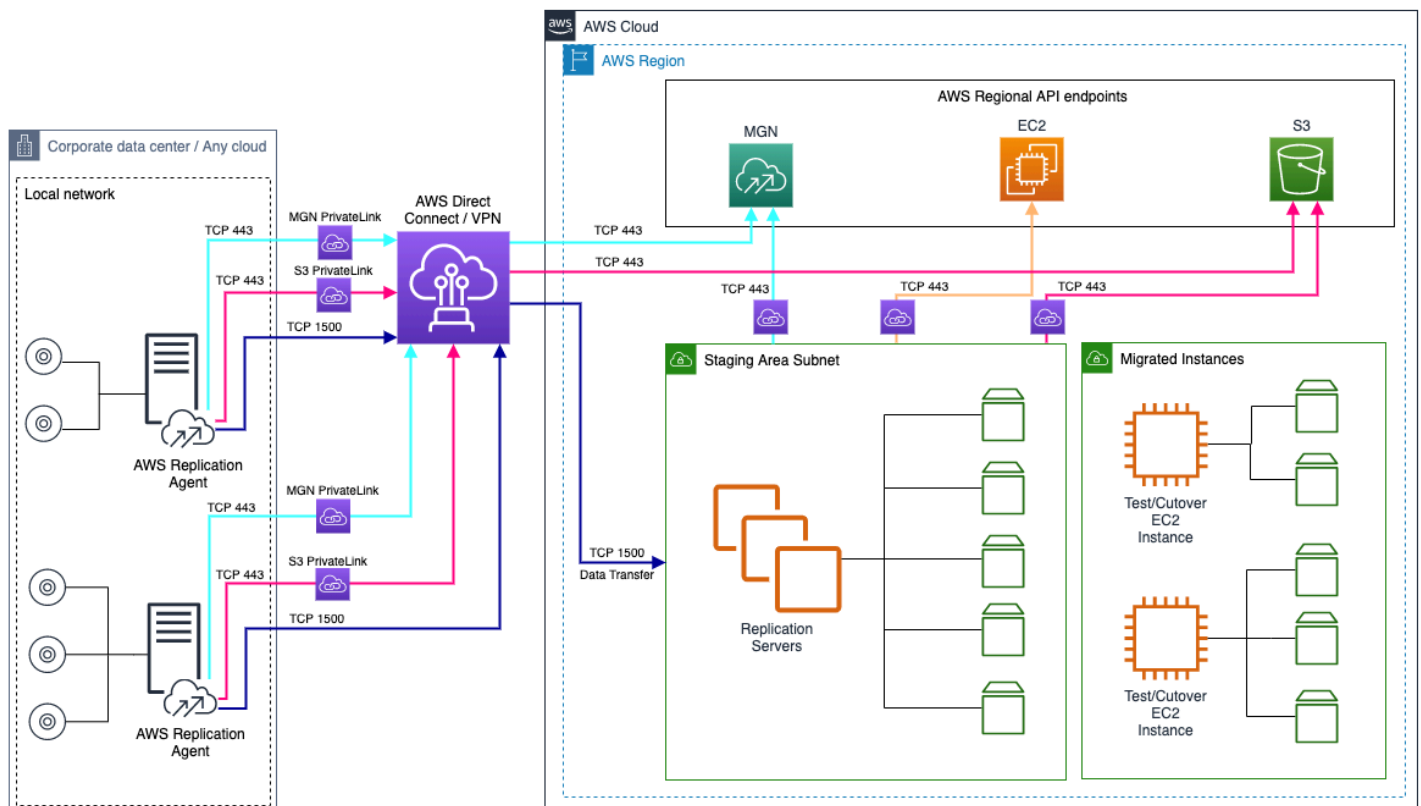 aws
AWS Cloud
AWS Region
AWS Regional API endpoints
MGN
EC2
S3
Corporate data center / Any cloud
Local network
AWS Direct
Connect / VPN
MGN PrivateLink
TCP 443
TCP 443
S3 PrivateLink
TCP 443
TCP 443
TCP 1500
TCP 443
TCP 443
TCP 443
AWS Replication
Agent
Staging Area Subnet
Migrated Instances
MGN PrivateLink
TCP 443
Test/Cutover
EC2
Instance
S3 PrivateLink
TCP 443
TCP 1500
Data Transfer
TCP 1500
Replication
Servers
Test/Cutover
EC2
Instance
AWS Replication
Agent